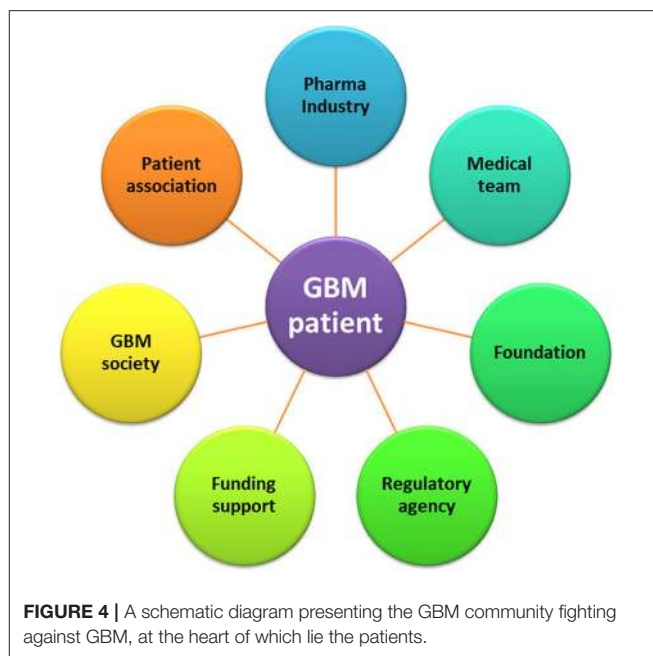 Pharma
Industry
Medical
team
Foundation
Regulatory
agency
Funding
support
GBM
society
Patient
association
GBM
patient
FIGURE 4 | A schematic diagram presenting the GBM community fighting
against GBM, at the heart of which lie the patients.